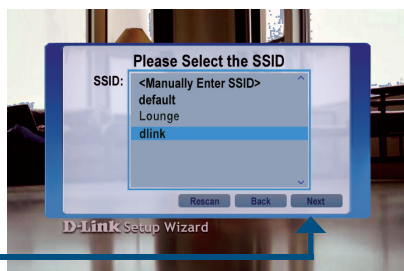 Please Select the SSID
SSID:
<Manually Enter SSID>
default
Lounge
dlink
Rescan Back Next
D-Link Setup Wizard